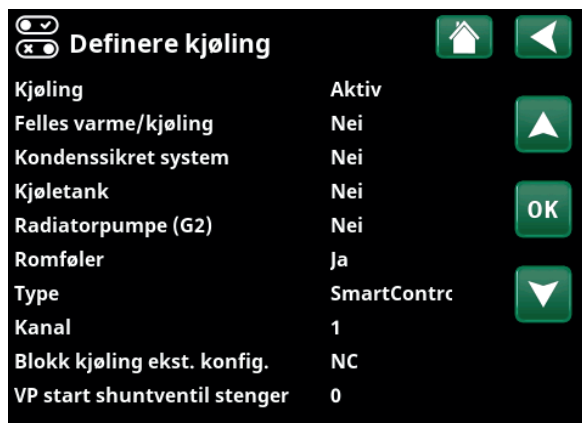 Definere kjøling
Kjøling Aktiv
Felles varme/kjøling Nei
Kondenssikret system Nei
Kjøletank Nei
Radiatorpumpe (G2) Nei
OK
Romføler Ja
Type SmartContrc
Kanal 1
Blokk kjøling ekst. konfig. NC
VP start shuntventil stenger 0